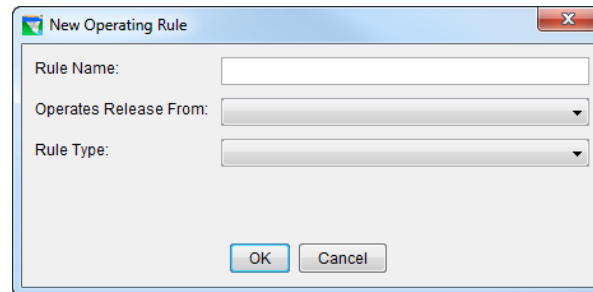 New Operating Rule
Rule Name:
Operates Release From:
Rule Type:
OK Cancel